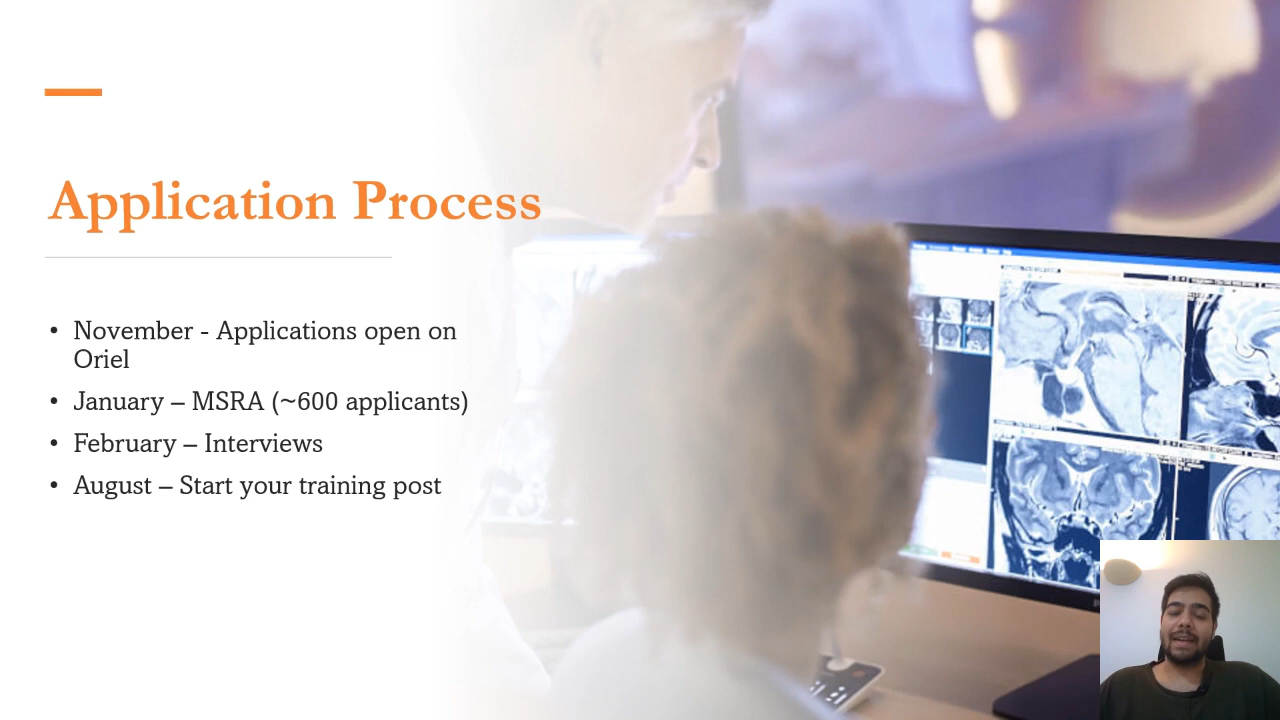 Application Process
• November - Applications open on
Oriel
• January – MSRA (~600 applicants)
• February – Interviews
• August – Start your training post